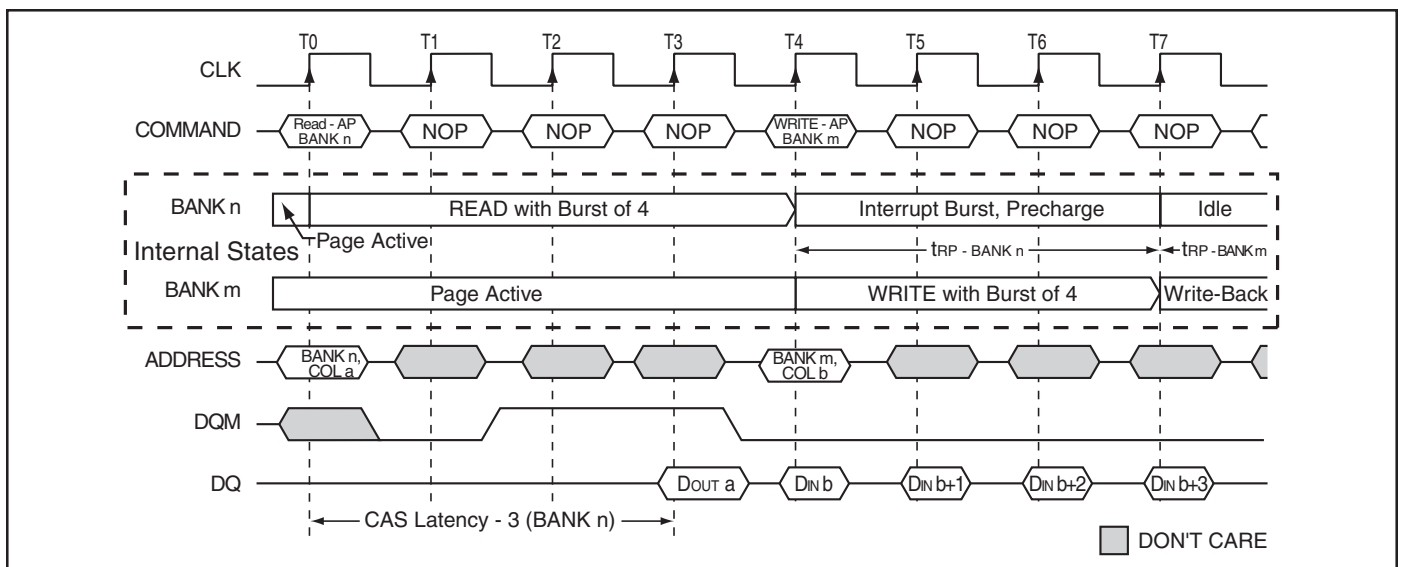 T0 T1 T2 T3 T4 T5 T6 T7
CLK
COMMAND Read - AP BANK n NOP NOP NOP WRITE - AP BANK m NOP NOP NOP
BANK n READ with Burst of 4 Interrupt Burst, Precharge Idle
Page Active
Internal States
tRP - BANK n tRP - BANK m
BANK m Page Active WRITE with Burst of 4 Write-Back
ADDRESS BANK n, COL a BANK m, COL b
DQM
DQ DOUT a DIN b DIN b+1 DIN b+2 DIN b+3
CAS Latency - 3 (BANK n)
DON'T CARE